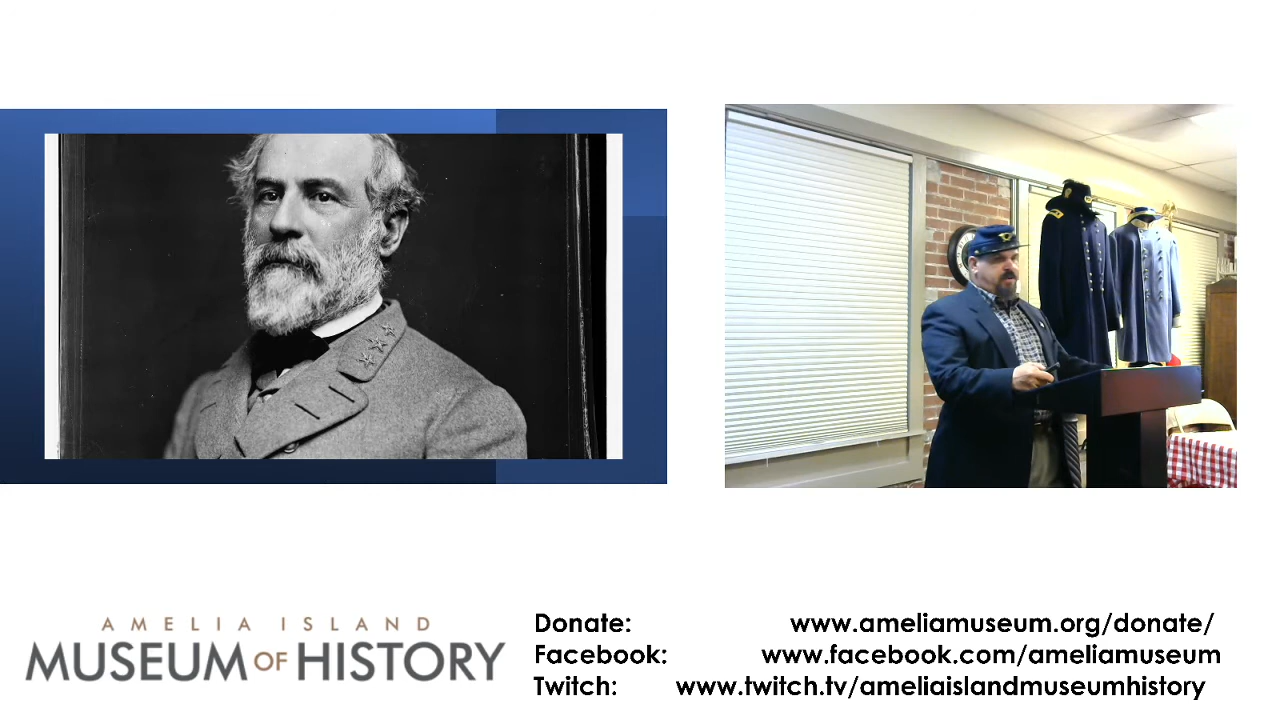 AMELIA ISLAND
MUSEUM OF HISTORY
Donate: www.ameliamuseum.org/donate/
Facebook: www.facebook.com/ameliamuseum
Twitch: www.twitch.tv/ameliaislandmuseumhistory